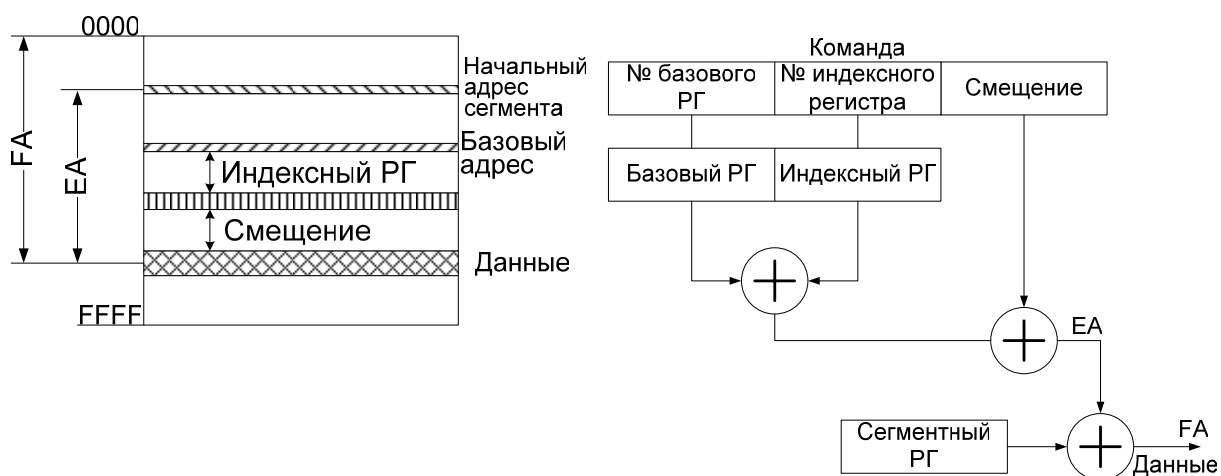 0000
Начальный
адрес
сегмента
Базовый
адрес
Индексный РГ
Смещение
Данные
FFFF
FA
EA
Команда
№ базового
РГ
№ индексного
регистра
Смещение
Базовый РГ
Индексный РГ
EA
Сегментный
РГ
FA
Данные